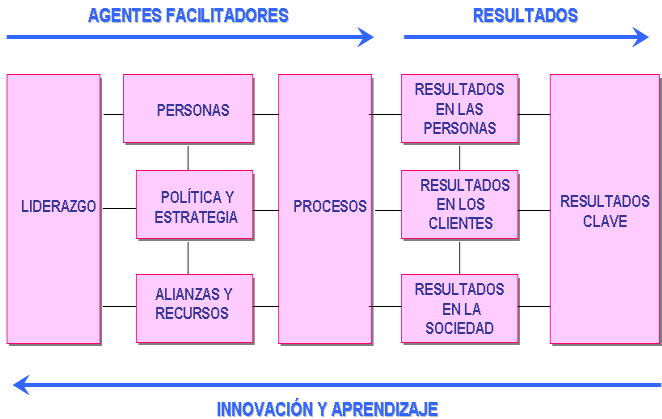 AGENTES FACILITADORES
RESULTADOS
LIDERAZGO
PERSONAS
POLÍTICA Y
ESTRATEGIA
ALIANZAS Y
RECURSOS
PROCESOS
RESULTADOS
EN LAS
PERSONAS
RESULTADOS
EN LOS
CLIENTES
RESULTADOS
EN LA
SOCIEDAD
RESULTADOS
CLAVE
INNOVACIÓN Y APRENDIZAJE